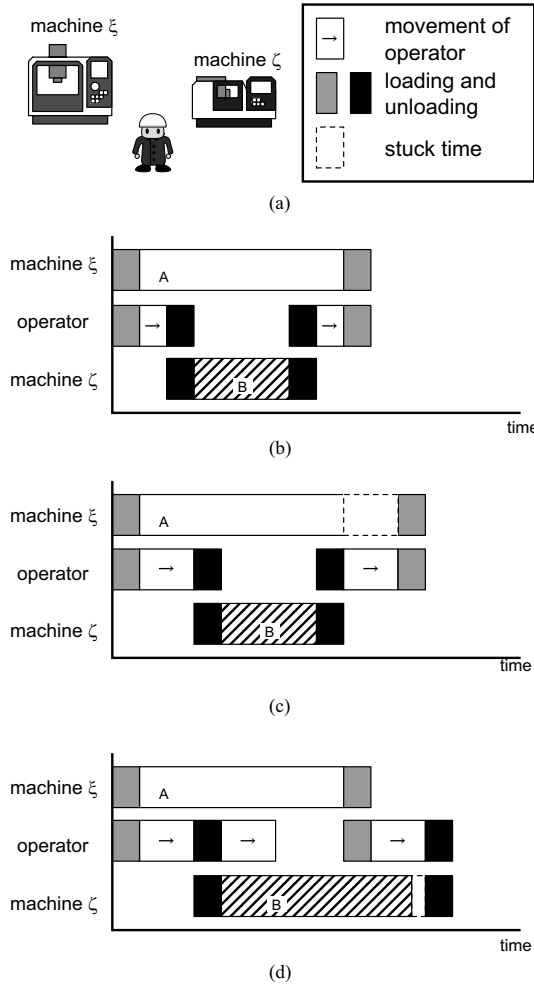 machine ξ
machine ζ
→ movement of
operator
loading and
unloading
stuck time
(a)
machine ξ
A
operator
→ →
machine ζ
B
time
(b)
machine ξ
A
operator
→ →
machine ζ
B
time
(c)
machine ξ
A
operator
→ → →
machine ζ
B
time
(d)